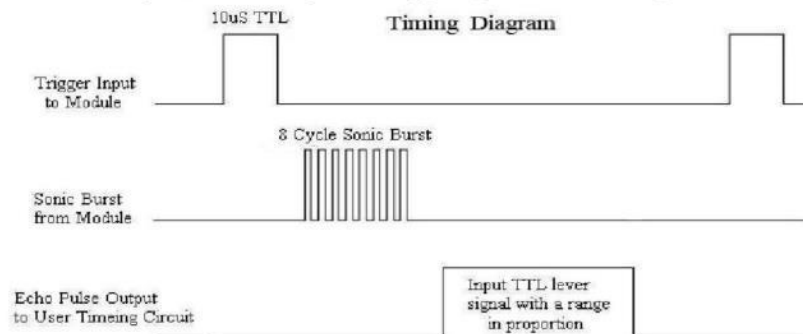 10uS TTL
Timing Diagram
Trigger Input
to Module
8 Cycle Sonic Burst
Sonic Burst
from Module
Echo Pulse Output
to User Timeing Circuit
Input TTL lever
signal with a range
in proportion